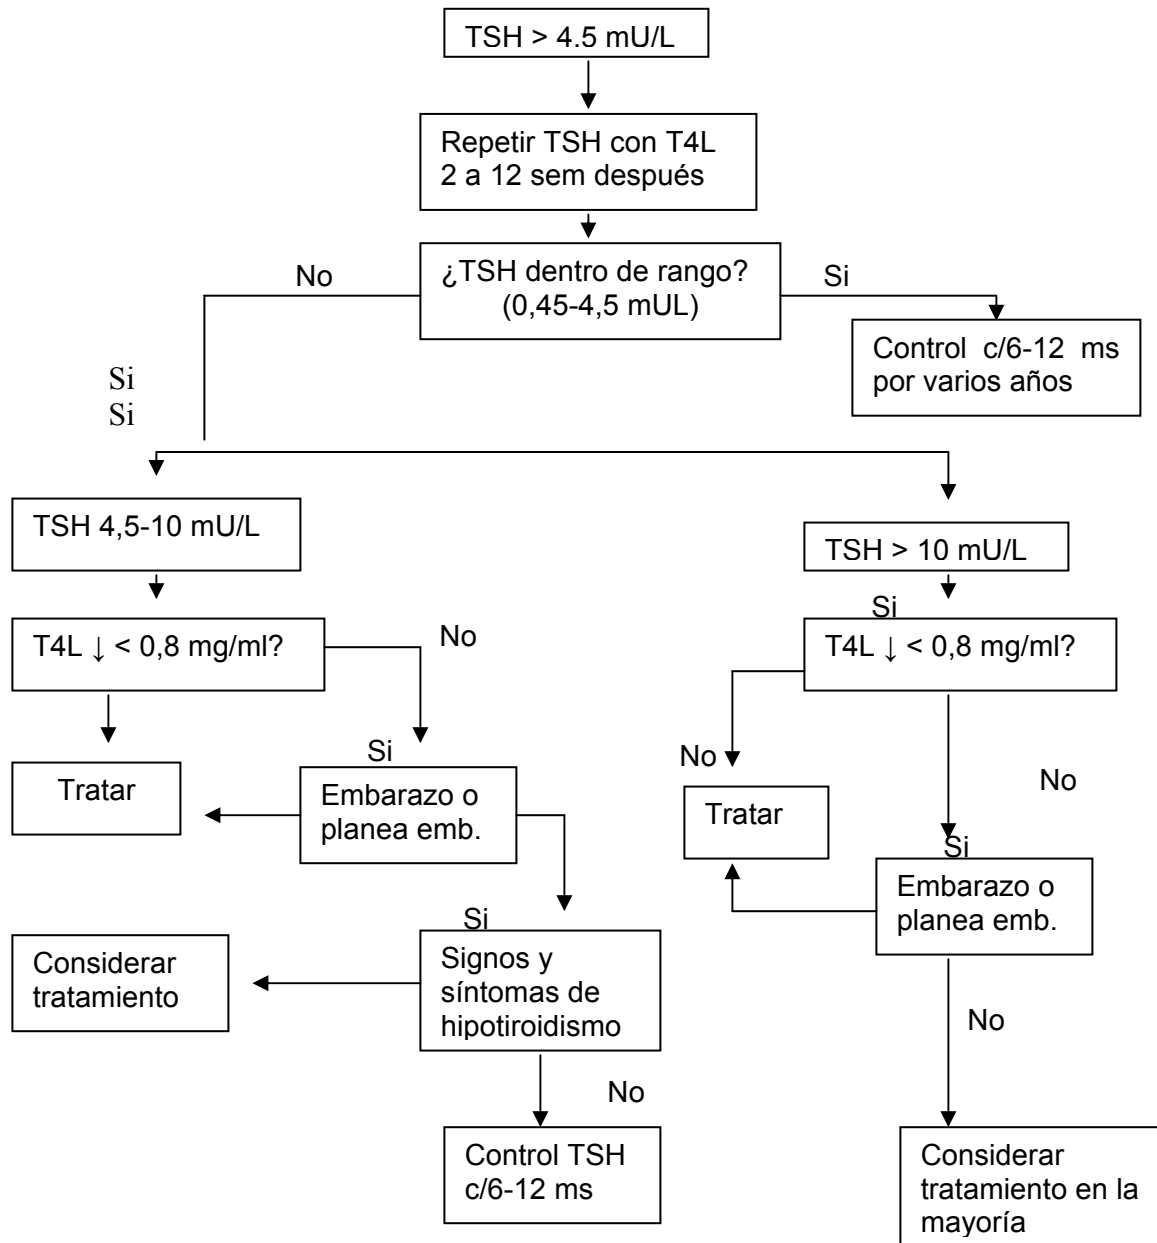 TSH > 4.5 mU/L
Repetir TSH con T4L
2 a 12 sem después
No
¿TSH dentro de rango?
(0,45-4,5 mUL)
Si
Control c/6-12 ms
por varios años
Si
Si
TSH 4,5-10 mU/L
TSH > 10 mU/L
Si
T4L ↓ < 0,8 mg/ml?
No
T4L ↓ < 0,8 mg/ml?
Si
No
No
Tratar
Embarazo o
planea emb.
Tratar
Si
Embarazo o
planea emb.
Si
Considerar
tratamiento
Signos y
síntomas de
hipotiroidismo
No
No
Control TSH
c/6-12 ms
Considerar
tratamiento en la
mayoría